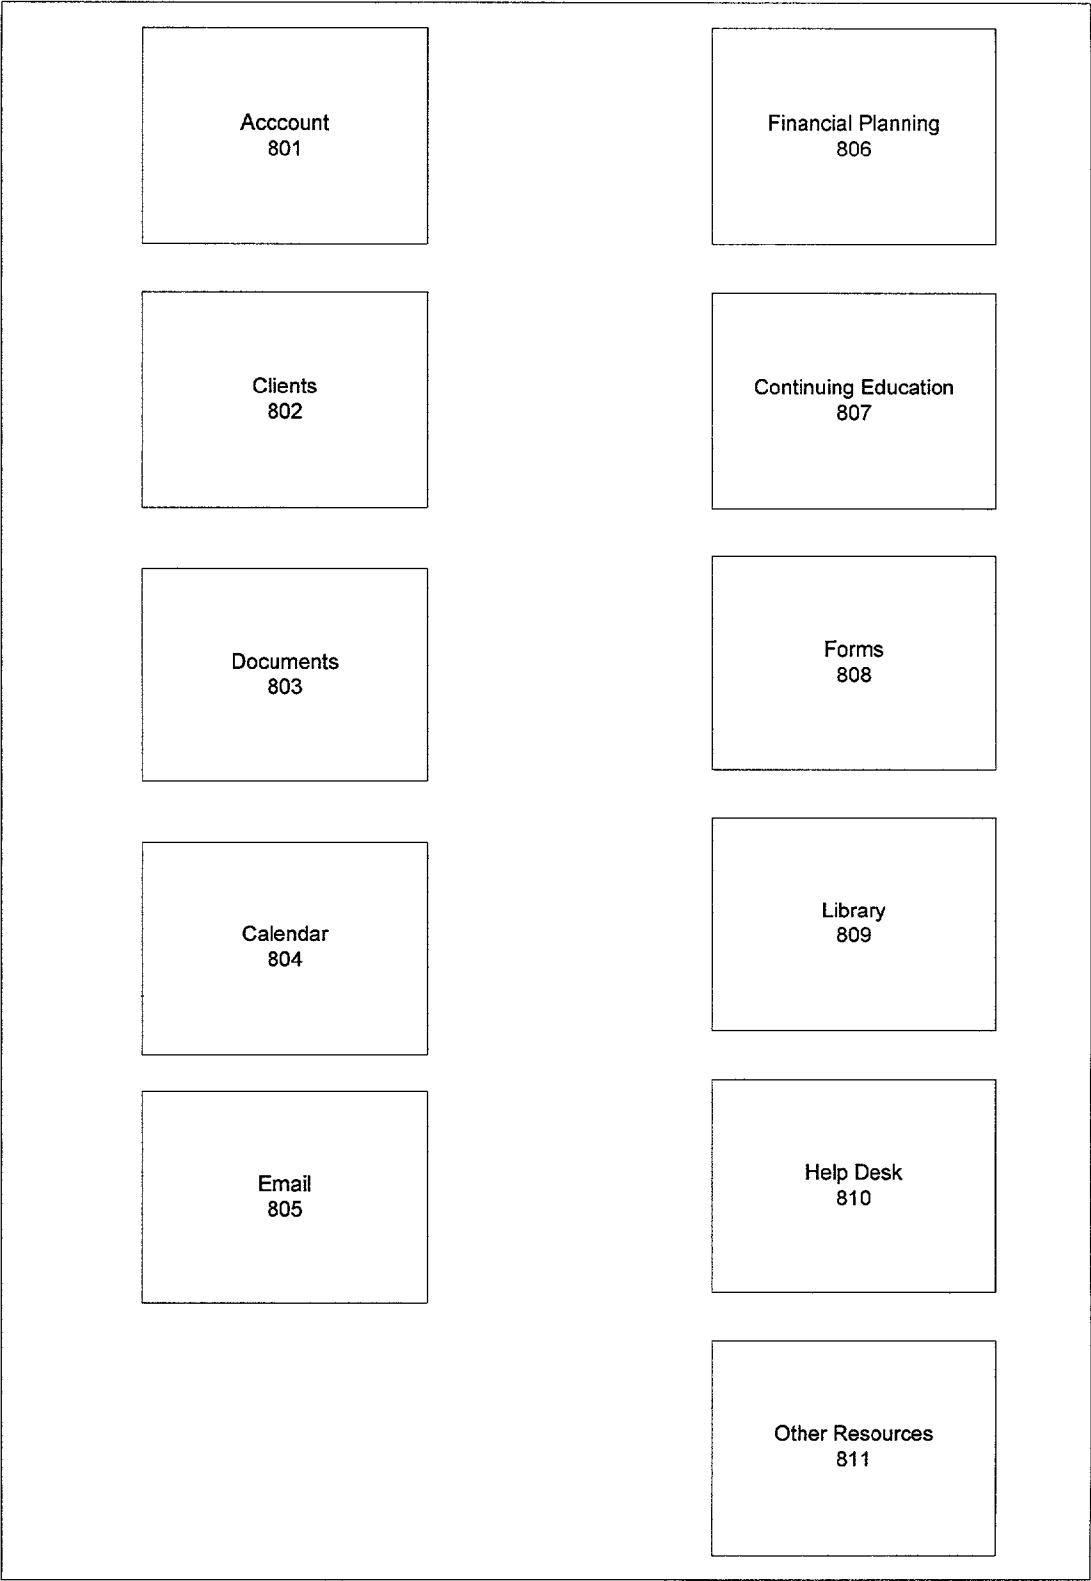 Acccount
801
Clients
802
Documents
803
Calendar
804
Email
805
Financial Planning
806
Continuing Education
807
Forms
808
Library
809
Help Desk
810
Other Resources
811